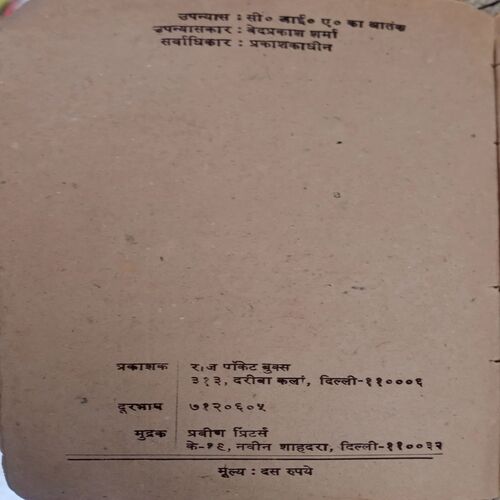 उपन्यास : सी० आई० ए० का आतंक
उपन्यासकार : वेदप्रकाश शर्मा
सर्वाधिकार : प्रकाशकाधीन
प्रकाशक राज पॉकेट बुक्स
३१३, दरीबा कलां, दिल्ली-११०००६
दूरभाष ७१२०६०५
मुद्रक प्रवीण प्रिंटर्स
के-१९, नवीन शाहदरा, दिल्ली-११००३२
मूल्य : दस रुपये